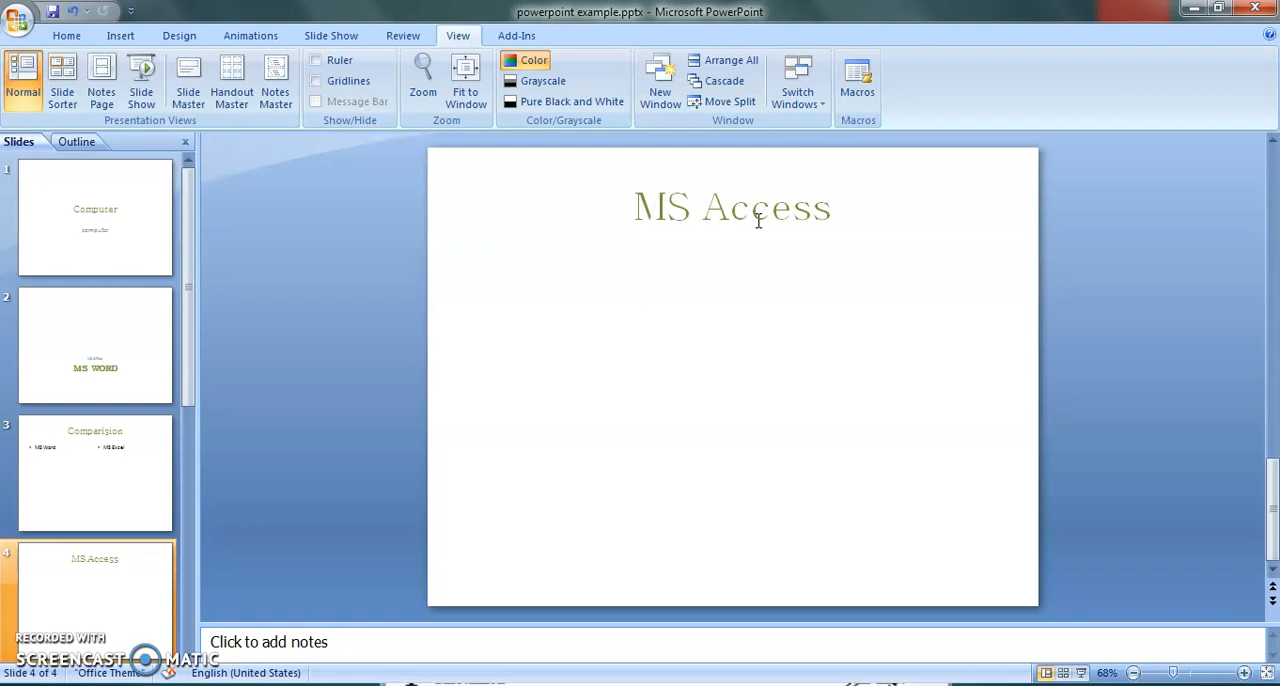 powerpoint example.pptx - Microsoft PowerPoint
Home Insert Design Animations Slide Show Review View Add-Ins
Normal Slide Sorter Notes Page Slide Show Slide Master Handout Master Notes Master
Presentation Views
Ruler
Gridlines
Message Bar
Show/Hide
Zoom Fit to Window
Zoom
Color
Grayscale
Pure Black and White
Color/Grayscale
New Window
Arrange All
Cascade
Move Split
Switch Windows
Window
Macros
Macros
Slides Outline
1
Computer
computer
2
MS WORD
3
Comparision
• MS Word • MS Excel
4
MS Access
MS Access
RECORDED WITH
SCREENCAST MATIC
Click to add notes
Slide 4 of 4 "Office Theme English (United States) 68%